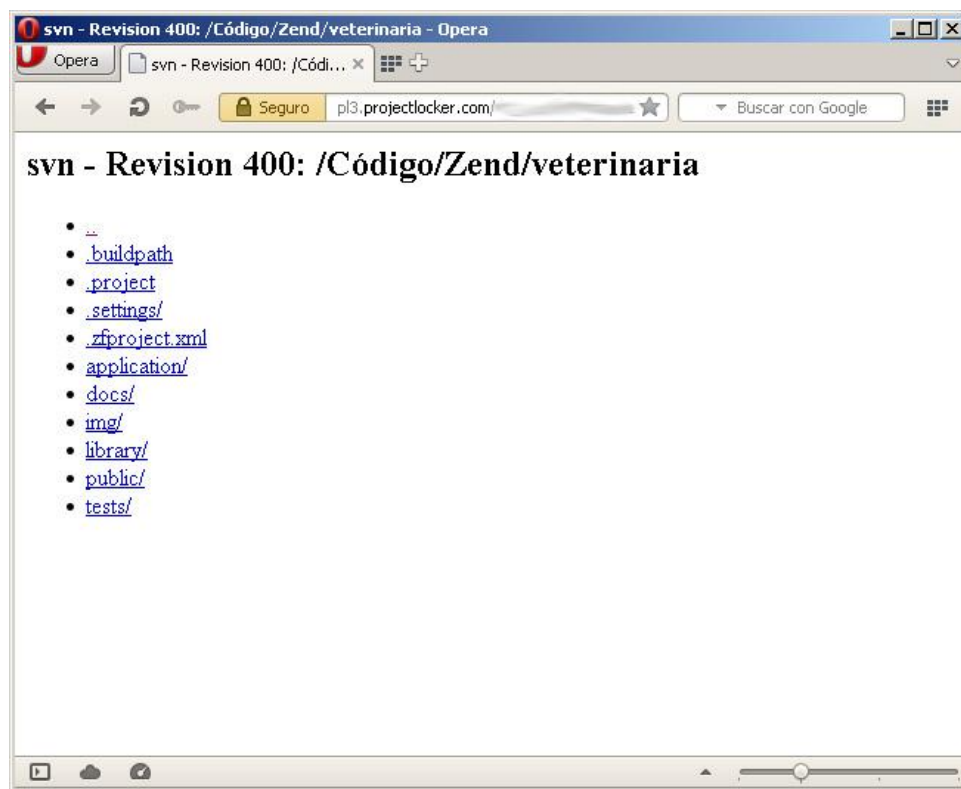 svn - Revision 400: /Código/Zend/veterinaria - Opera
Opera svn - Revision 400: /Códi...
Seguro pl3.projectlocker.com/ Buscar con Google
svn - Revision 400: /Código/Zend/veterinaria
..
.buildpath
.project
.settings/
.zfproject.xml
application/
docs/
img/
library/
public/
tests/